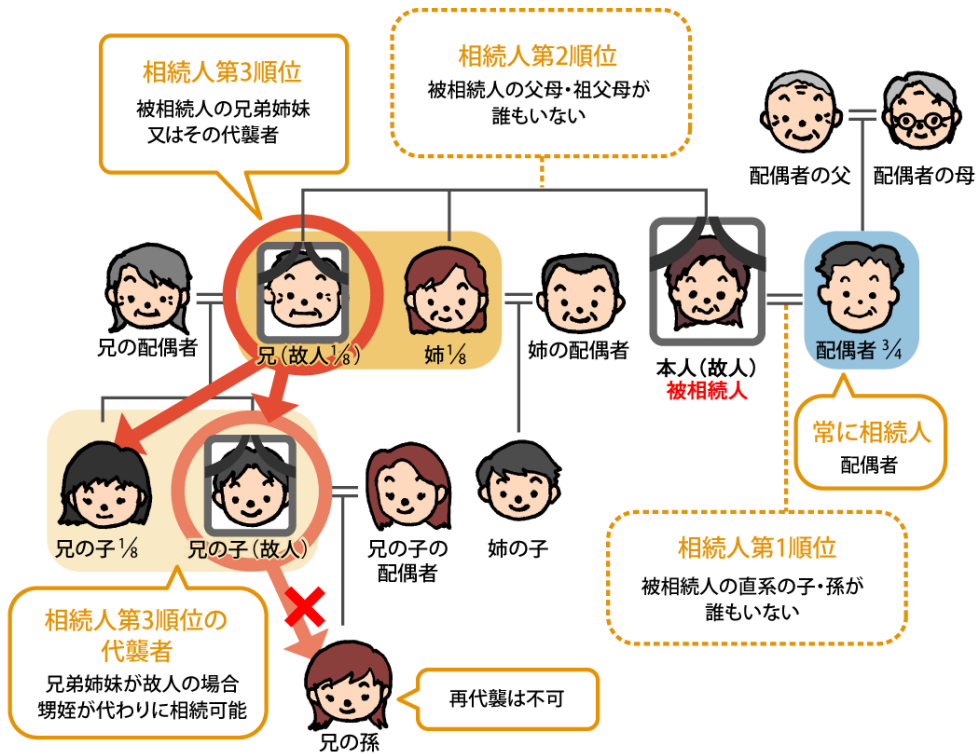 相続人第3順位
被相続人の兄弟姉妹
又はその代襲者
相続人第2順位
被相続人の父母・祖父母が
誰もいない
配偶者の父
配偶者の母
兄の配偶者
兄(故人⅛)
姉⅛
姉の配偶者
本人(故人)
被相続人
配偶者 ¾
常に相続人
配偶者
兄の子⅛
兄の子(故人)
兄の子の
配偶者
姉の子
相続人第1順位
被相続人の直系の子・孫が
誰もいない
相続人第3順位の
代襲者
兄弟姉妹が故人の場合
甥姪が代わりに相続可能
再代襲は不可
兄の孫